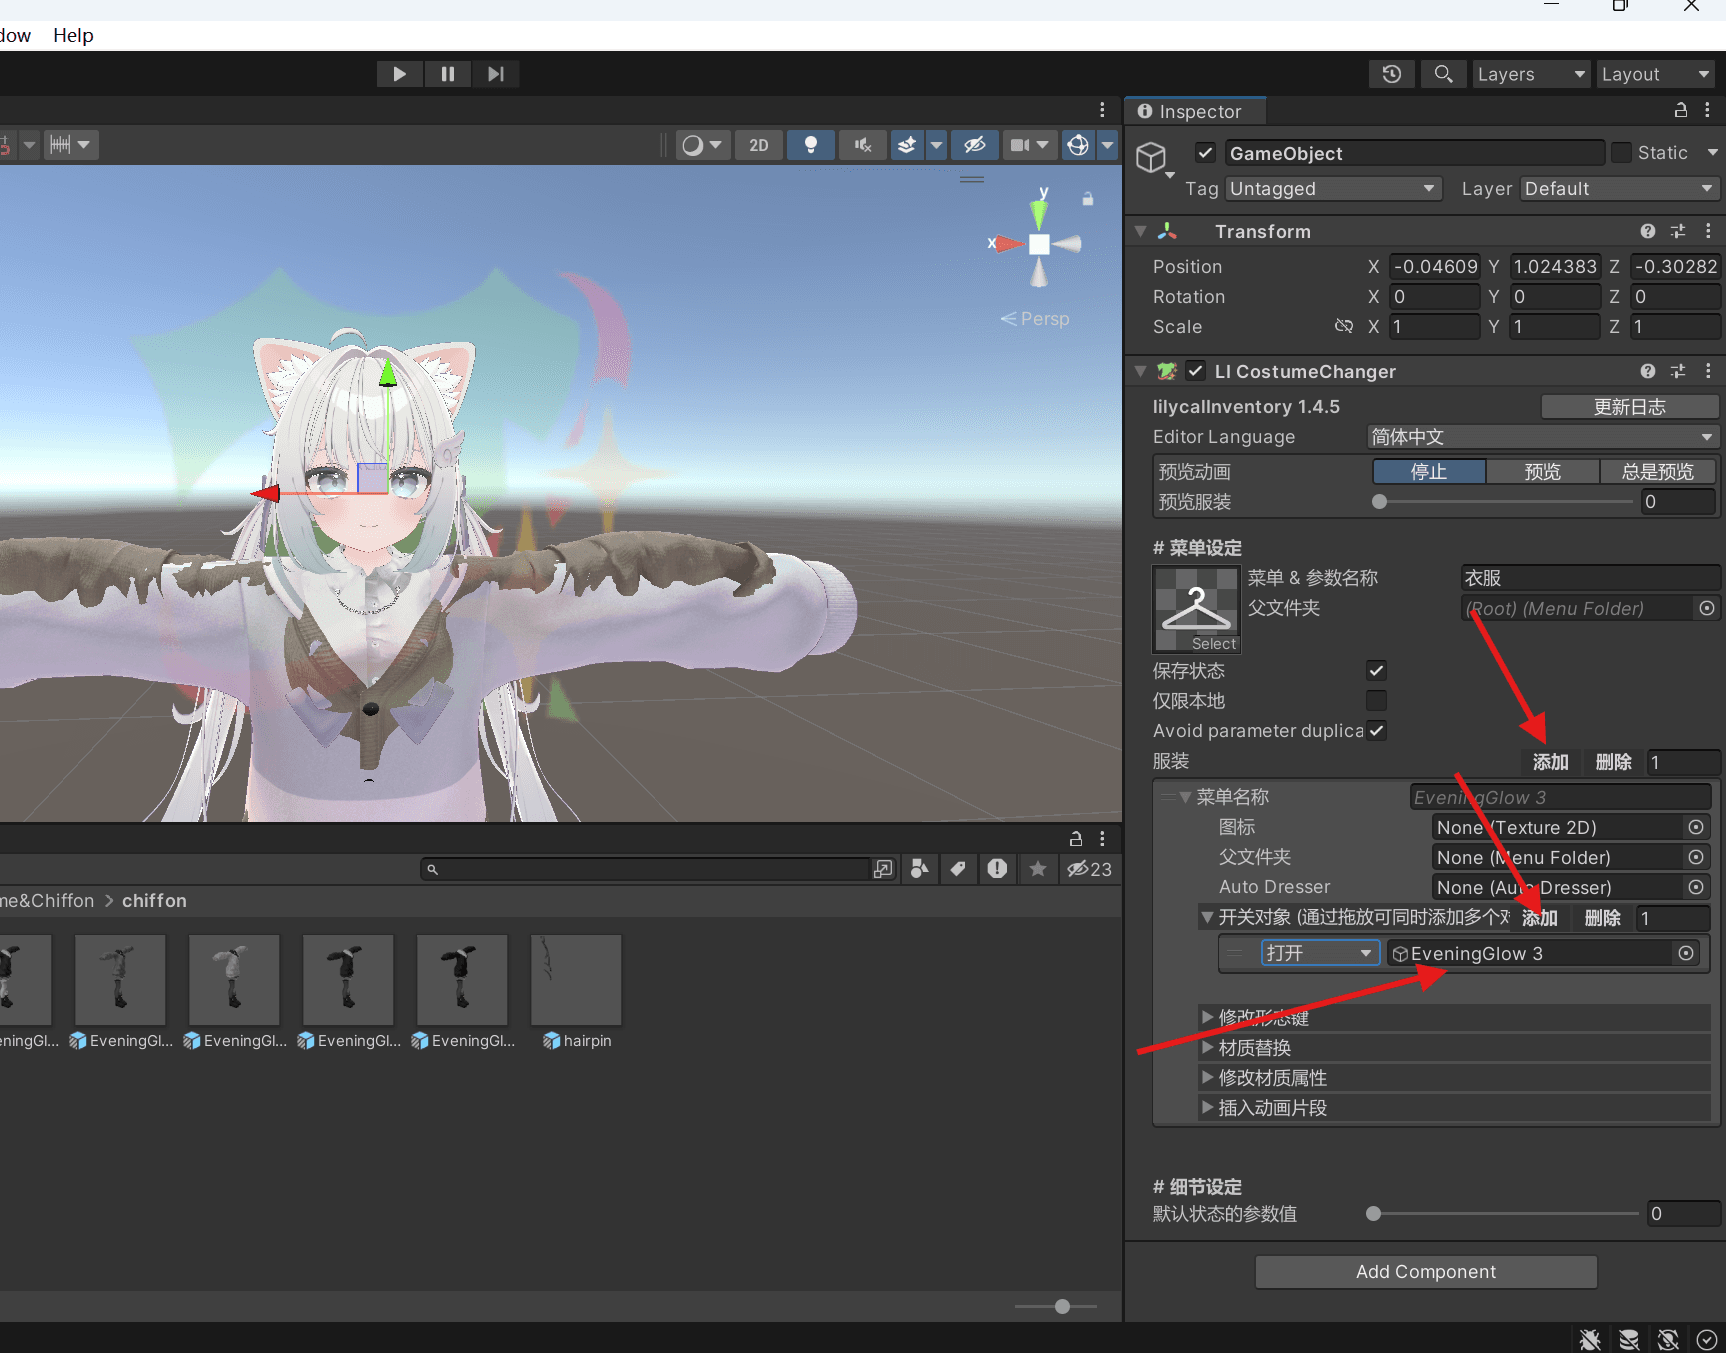 dow Help
Layers
Layout
Inspector
2D
y
x
Persp
GameObject
Static
Tag Untagged Layer Default
Transform
Position X -0.04609 Y 1.024383 Z -0.30282
Rotation X 0 Y 0 Z 0
Scale X 1 Y 1 Z 1
LI CostumeChanger
lilycalInventory 1.4.5 更新日志
Editor Language 简体中文
预览动画 停止 预览 总是预览
预览服装 0
# 菜单设定
Select
菜单 & 参数名称 衣服
父文件夹 (Root) (Menu Folder)
保存状态
仅限本地
Avoid parameter duplica
服装 添加 删除 1
菜单名称 EveningGlow 3
图标 None (Texture 2D)
父文件夹 None (Menu Folder)
Auto Dresser None (Auto Dresser)
开关对象 (通过拖放可同时添加多个对 添加 删除 1
打开 EveningGlow 3
修改形态键
材质替换
修改材质属性
插入动画片段
# 细节设定
默认状态的参数值 0
Add Component
23
ne&Chiffon > chiffon
eningGl... EveningGl... EveningGl... EveningGl... EveningGl... hairpin